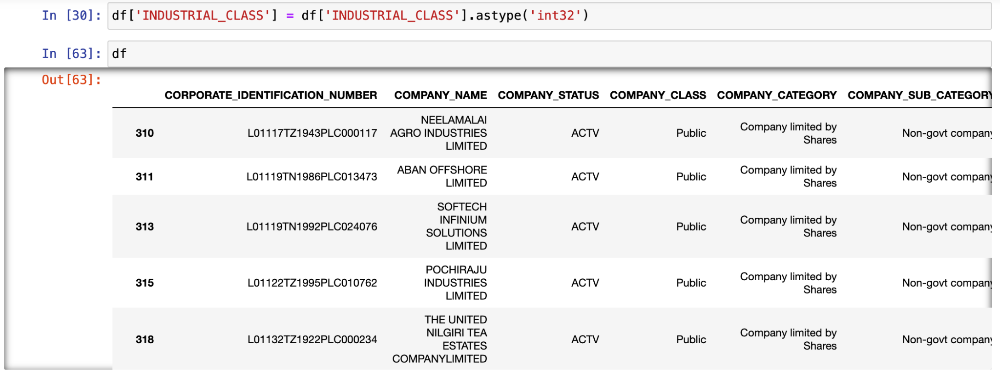 In [30]: df['INDUSTRIAL_CLASS'] = df['INDUSTRIAL_CLASS'].astype('int32')
In [63]: df
Out[63]:
CORPORATE_IDENTIFICATION_NUMBER COMPANY_NAME COMPANY_STATUS COMPANY_CLASS COMPANY_CATEGORY COMPANY_SUB_CATEGORY
NEELAMALAI
310 L01117TZ1943PLC000117 AGRO INDUSTRIES ACTV Public Company limited by Non-govt company
LIMITED Shares
311 L01119TN1986PLC013473 ABAN OFFSHORE ACTV Public Company limited by Non-govt company
LIMITED Shares
SOFTECH
313 L01119TN1992PLC024076 INFINIUM ACTV Public Company limited by Non-govt company
SOLUTIONS Shares
LIMITED
POCHIRAJU
315 L01122TZ1995PLC010762 INDUSTRIES ACTV Public Company limited by Non-govt company
LIMITED Shares
THE UNITED
318 L01132TZ1922PLC000234 NILGIRI TEA ACTV Public Company limited by Non-govt company
ESTATES Shares
COMPANYLIMITED